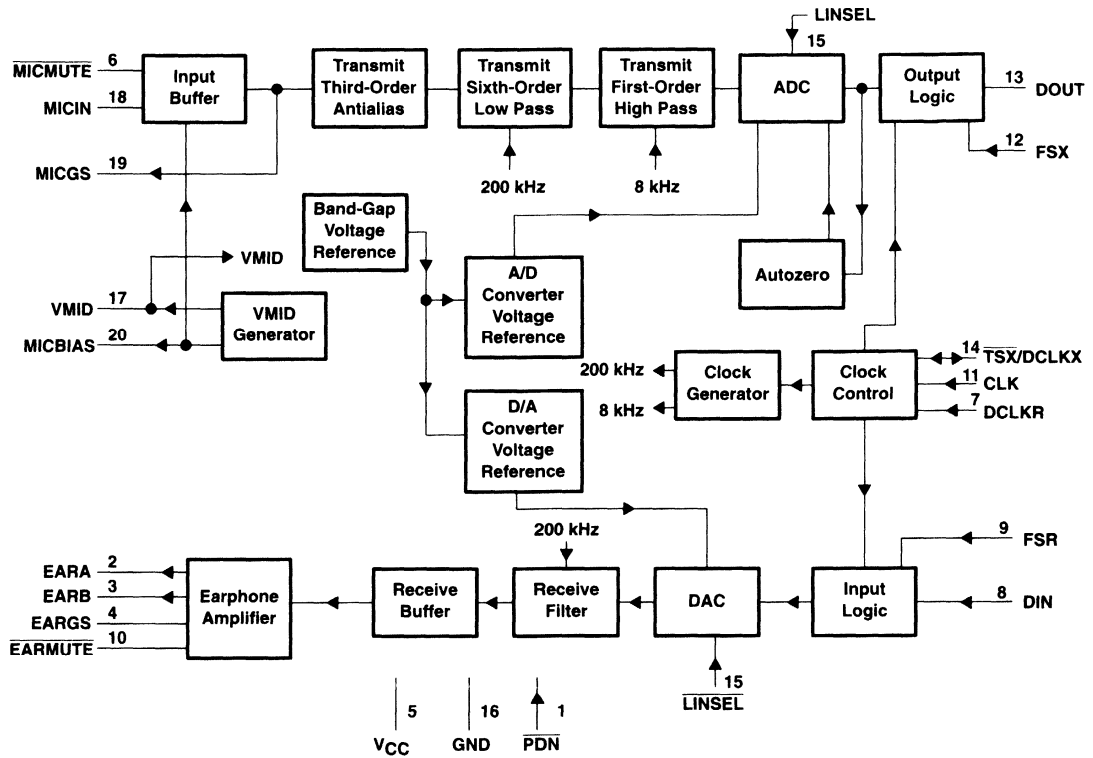 LINSEL
15
MICMUTE
6
MICIN
18
Input
Buffer
Transmit
Third-Order
Antialias
Transmit
Sixth-Order
Low Pass
Transmit
First-Order
High Pass
ADC
Output
Logic
13
DOUT
12
FSX
MICGS
19
200 kHz
8 kHz
Band-Gap
Voltage
Reference
VMID
A/D
Converter
Voltage
Reference
Autozero
VMID
17
VMID
Generator
MICBIAS
20
200 kHz
8 kHz
Clock
Generator
Clock
Control
14
TSX/DCLKX
11
CLK
7
DCLKR
D/A
Converter
Voltage
Reference
200 kHz
9
FSR
EARA
2
EARB
3
EARGS
4
EARMUTE
10
Earphone
Amplifier
Receive
Buffer
Receive
Filter
DAC
Input
Logic
8
DIN
15
LINSEL
5
VCC
16
GND
1
PDN